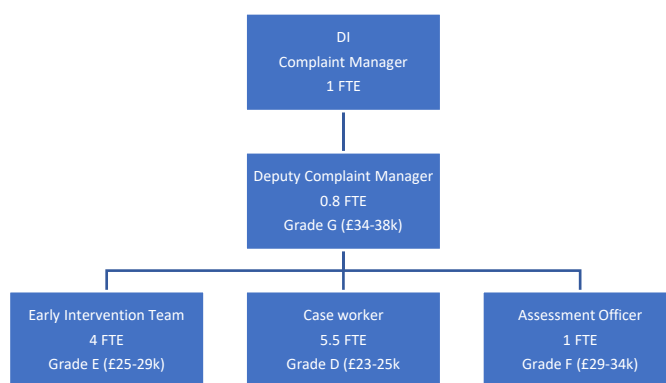 DI
Complaint Manager
1 FTE
Deputy Complaint Manager
0.8 FTE
Grade G (£34-38k)
Early Intervention Team
4 FTE
Grade E (£25-29k)
Case worker
5.5 FTE
Grade D (£23-25k
Assessment Officer
1 FTE
Grade F (£29-34k)